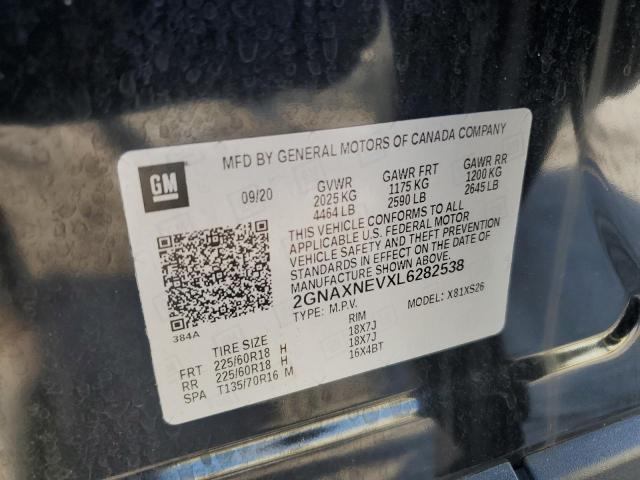 MFD BY GENERAL MOTORS OF CANADA COMPANY
GM
09/20
GVWR GAWR FRT GAWR RR
2025 KG 1175 KG 1200 KG
4464 LB 2590 LB 2645 LB
THIS VEHICLE CONFORMS TO ALL
APPLICABLE U.S. FEDERAL MOTOR
VEHICLE SAFETY AND THEFT PREVENTION
STANDARDS IN EFFECT ON THE DATE OF
MANUFACTURE SHOWN ABOVE.
2GNAXNEVXL6282538
TYPE: M.P.V. MODEL: X81XS26
384A
TIRE SIZE RIM
FRT 225/60R18 H 18X7J
RR 225/60R18 H 18X7J
SPA T135/70R16 M 16X4BT